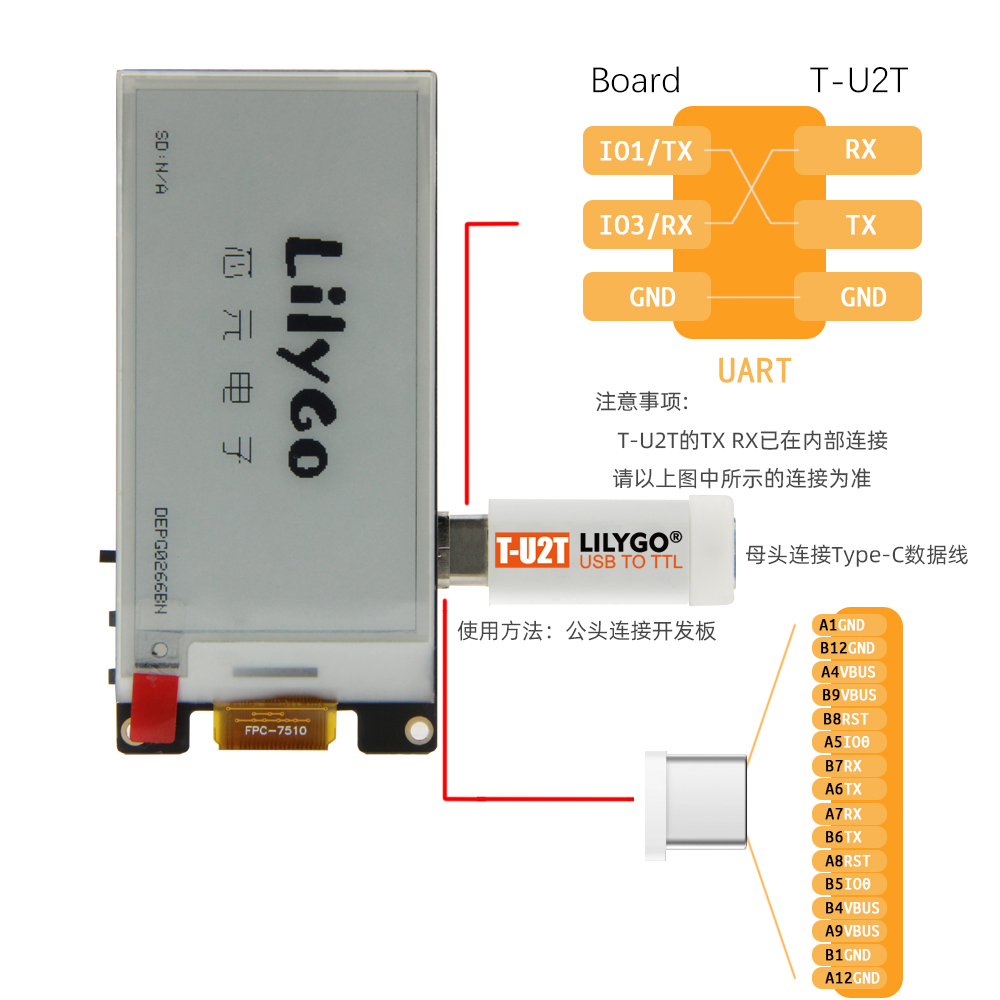 Board
T-U2T
IO1/TX
RX
IO3/RX
TX
GND
GND
UART
注意事项:
T-U2T的TX RX已在内部连接
请以上图中所示的连接为准
SD:N/A
LilyGo
芯元电子
DEPG0266BN
T-U2T
LILYGO®
USB TO TTL
母头连接Type-C数据线
使用方法：公头连接开发板
FPC-7510
A1GND
B12GND
A4VBUS
B9VBUS
B8RST
A5IO0
B7RX
A6TX
A7RX
B6TX
A8RST
B5IO0
B4VBUS
A9VBUS
B1GND
A12GND